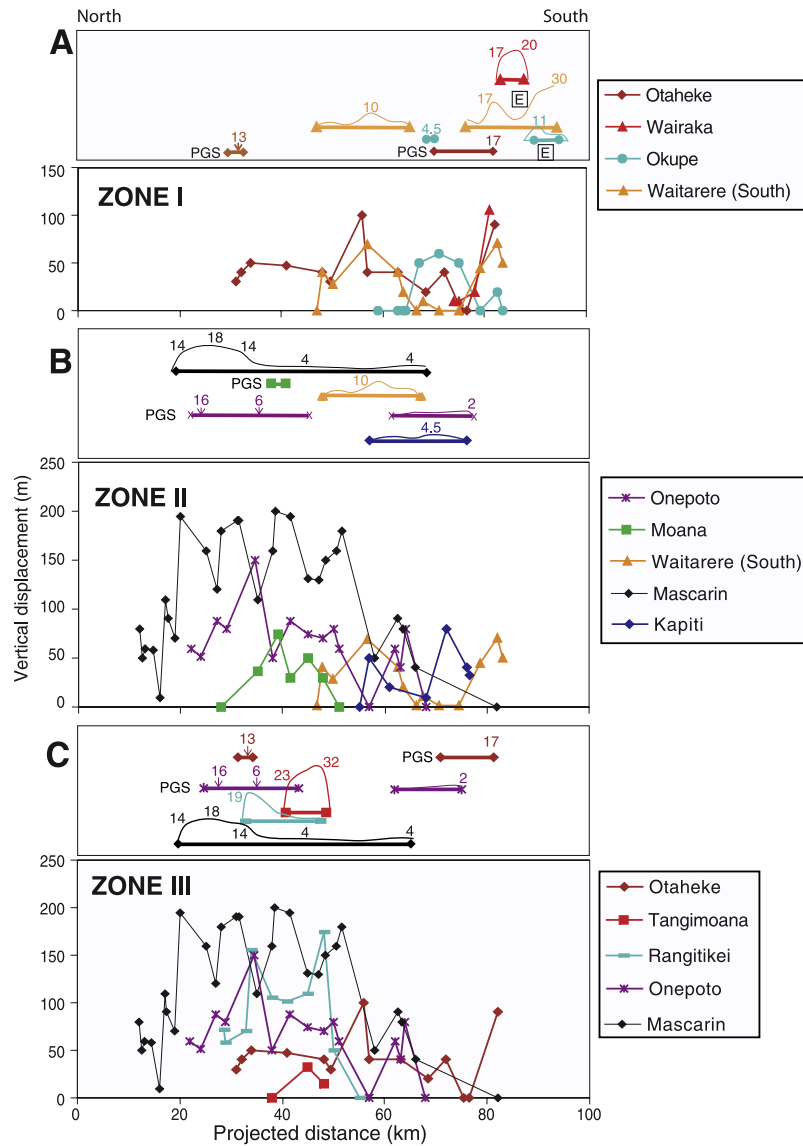 North South
A
17 20
30
10 17
E
13 4.5 11
PGS PGS 17 E
Otaheke
Wairaka
Okupe
Waitarere (South)
150
ZONE I
100
50
0
B
14 18 14 4 4
PGS
10
PGS 16 6 2
4.5
Vertical displacement (m)
250
ZONE II
200
150
100
50
0
Onepoto
Moana
Waitarere (South)
Mascarin
Kapiti
C
13 PGS 17
32
PGS 16 6 23 2
19
14 18 14 4 4
250
ZONE III
200
150
100
50
0
Otaheke
Tangimoana
Rangitikei
Onepoto
Mascarin
0 20 40 60 80 100
Projected distance (km)